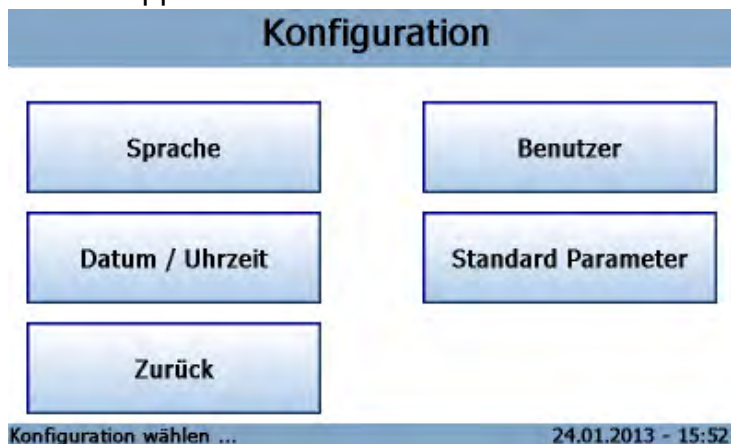 Konfiguration
Sprache
Benutzer
Datum / Uhrzeit
Standard Parameter
Zurück
Konfiguration wählen ...
24.01.2013 - 15:52